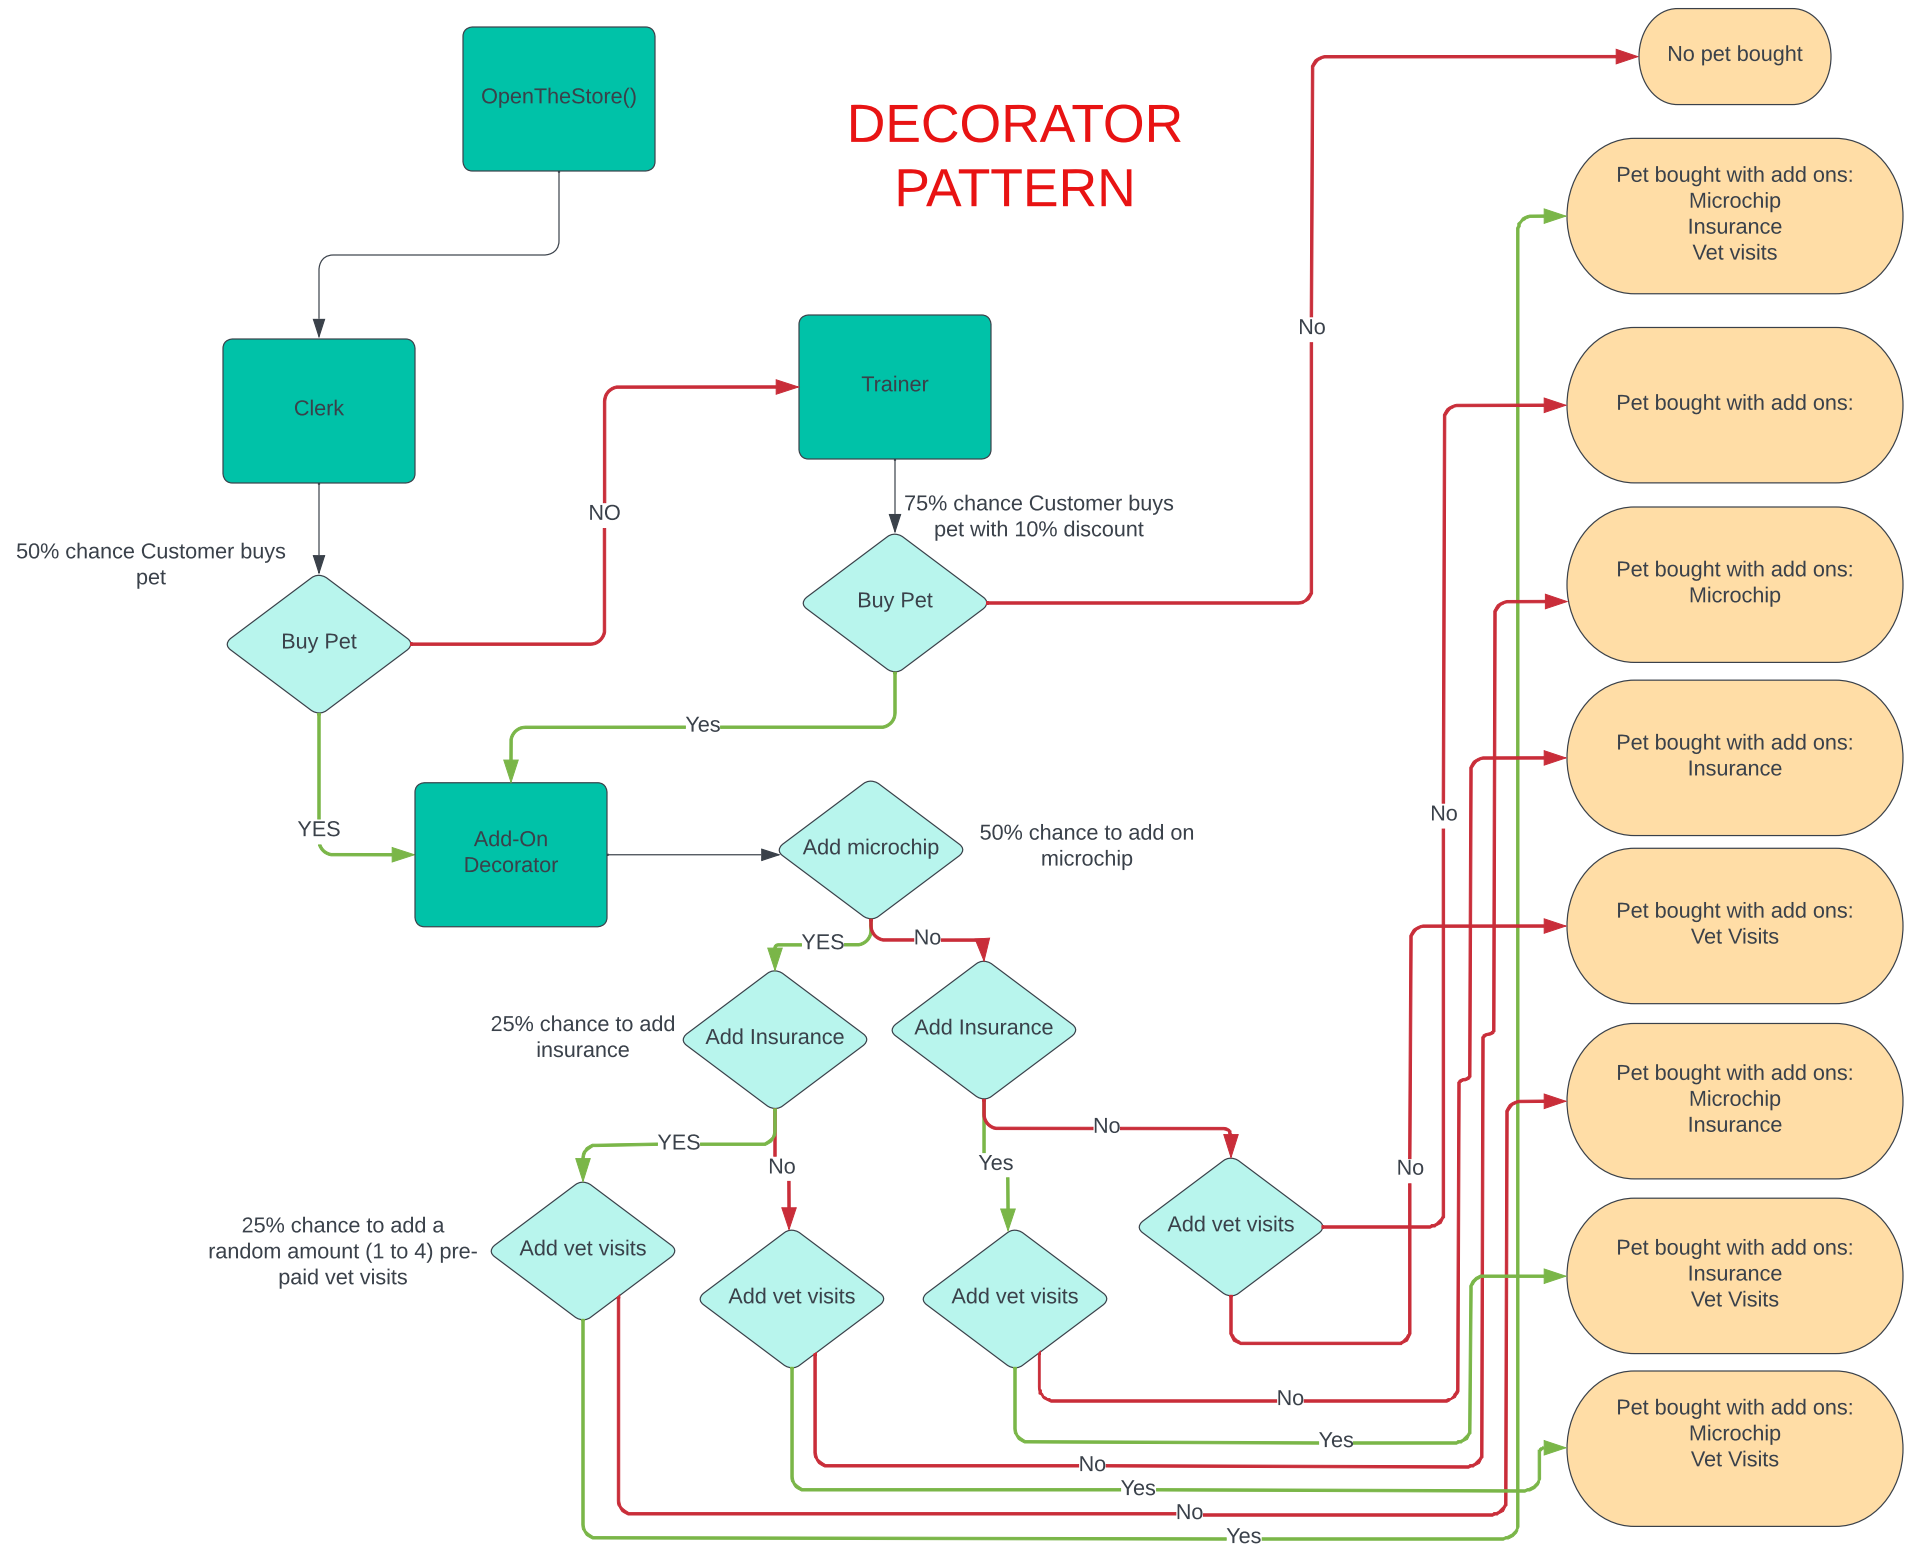 OpenTheStore()
DECORATOR
PATTERN
No pet bought
Pet bought with add ons:
Microchip
Insurance
Vet visits
No
Clerk
Trainer
Pet bought with add ons:
NO
75% chance Customer buys
pet with 10% discount
50% chance Customer buys
pet
Buy Pet
Buy Pet
Pet bought with add ons:
Microchip
Yes
YES
Pet bought with add ons:
Insurance
Add-On
Decorator
Add microchip
50% chance to add on
microchip
No
YES
No
Pet bought with add ons:
Vet Visits
25% chance to add
insurance
Add Insurance
Add Insurance
YES
No
Yes
No
No
Pet bought with add ons:
Microchip
Insurance
25% chance to add a
random amount (1 to 4) pre-
paid vet visits
Add vet visits
Add vet visits
Add vet visits
Add vet visits
Pet bought with add ons:
Insurance
Vet Visits
No
Yes
No
Yes
No
Yes
Pet bought with add ons:
Microchip
Vet Visits